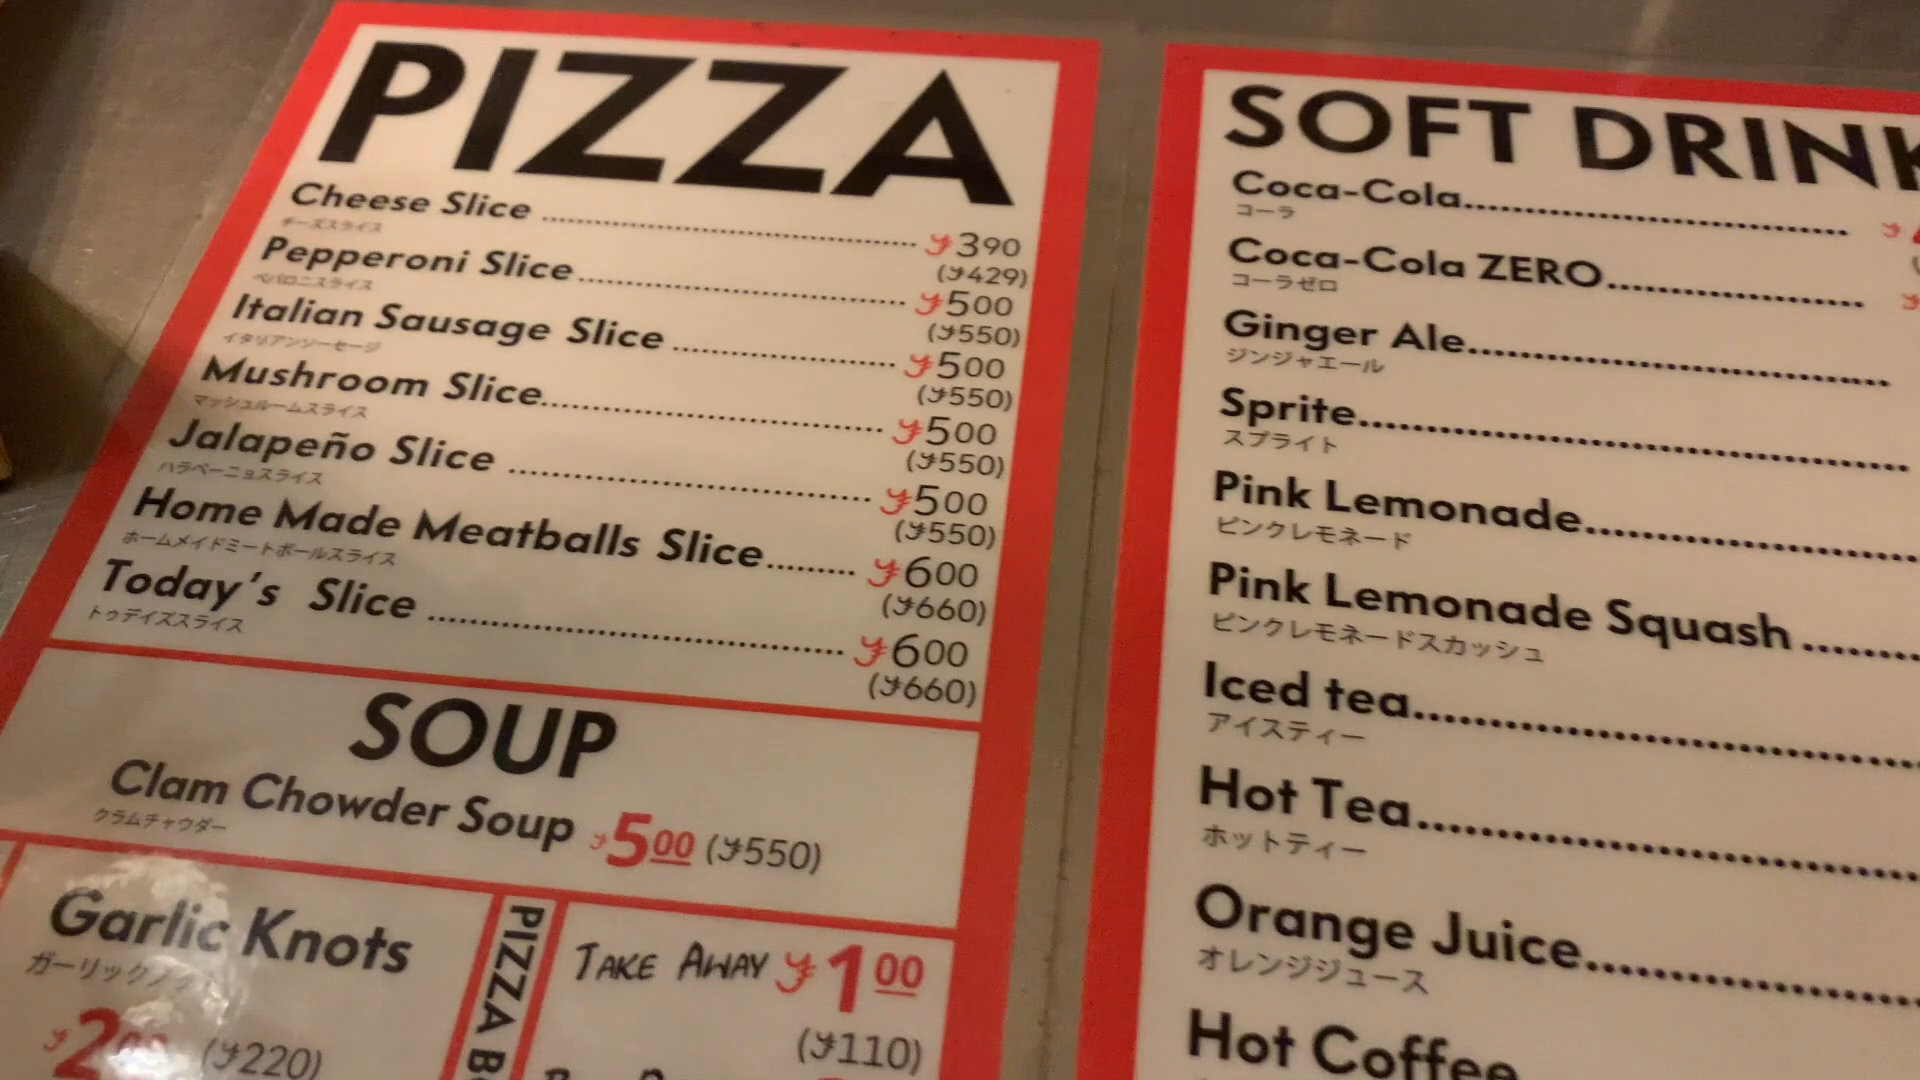 PIZZA
Cheese Slice ¥390
チーズスライス (¥429)
Pepperoni Slice ¥500
ペパロニスライス (¥550)
Italian Sausage Slice ¥500
イタリアンソーセージ (¥550)
Mushroom Slice ¥500
マッシュルームスライス (¥550)
Jalapeño Slice ¥500
ハラペーニョスライス (¥550)
Home Made Meatballs Slice ¥600
ホームメイドミートボールスライス (¥660)
Today's Slice ¥600
トゥデイズスライス (¥660)
SOUP
Clam Chowder Soup ¥500 (¥550)
クラムチャウダー
Garlic Knots
¥200 (¥220)
PIZZA
TAKE AWAY ¥100
(¥110)
SOFT DRINK
Coca-Cola
コーラ
Coca-Cola ZERO
コーラゼロ
Ginger Ale
ジンジャエール
Sprite
スプライト
Pink Lemonade
ピンクレモネード
Pink Lemonade Squash
ピンクレモネードスカッシュ
Iced tea
アイスティー
Hot Tea
ホットティー
Orange Juice
オレンジジュース
Hot Coffee